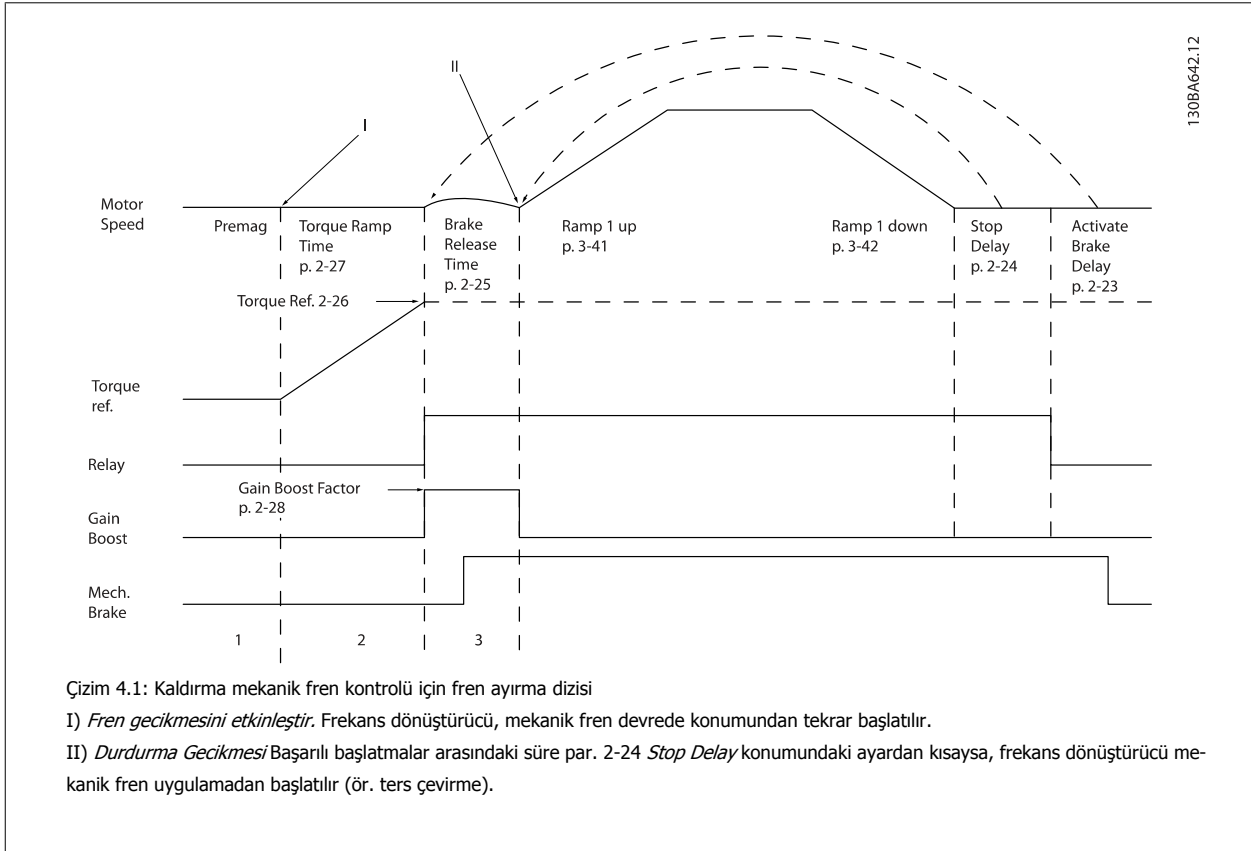 130BA642.12
II
I
Motor
Speed
Premag
Torque Ramp
Time
p. 2-27
Brake
Release
Time
p. 2-25
Ramp 1 up
p. 3-41
Ramp 1 down
p. 3-42
Stop
Delay
p. 2-24
Activate
Brake
Delay
p. 2-23
Torque Ref. 2-26
Torque
ref.
Relay
Gain Boost Factor
p. 2-28
Gain
Boost
Mech.
Brake
1
2
3
Çizim 4.1: Kaldırma mekanik fren kontrolü için fren ayırma dizisi
I) Fren gecikmesini etkinleştir. Frekans dönüştürücü, mekanik fren devrede konumundan tekrar başlatılır.
II) Durdurma Gecikmesi Başarılı başlatmalar arasındaki süre par. 2-24 Stop Delay konumundaki ayardan kısaysa, frekans dönüştürücü me-
kanik fren uygulamadan başlatılır (ör. ters çevirme).